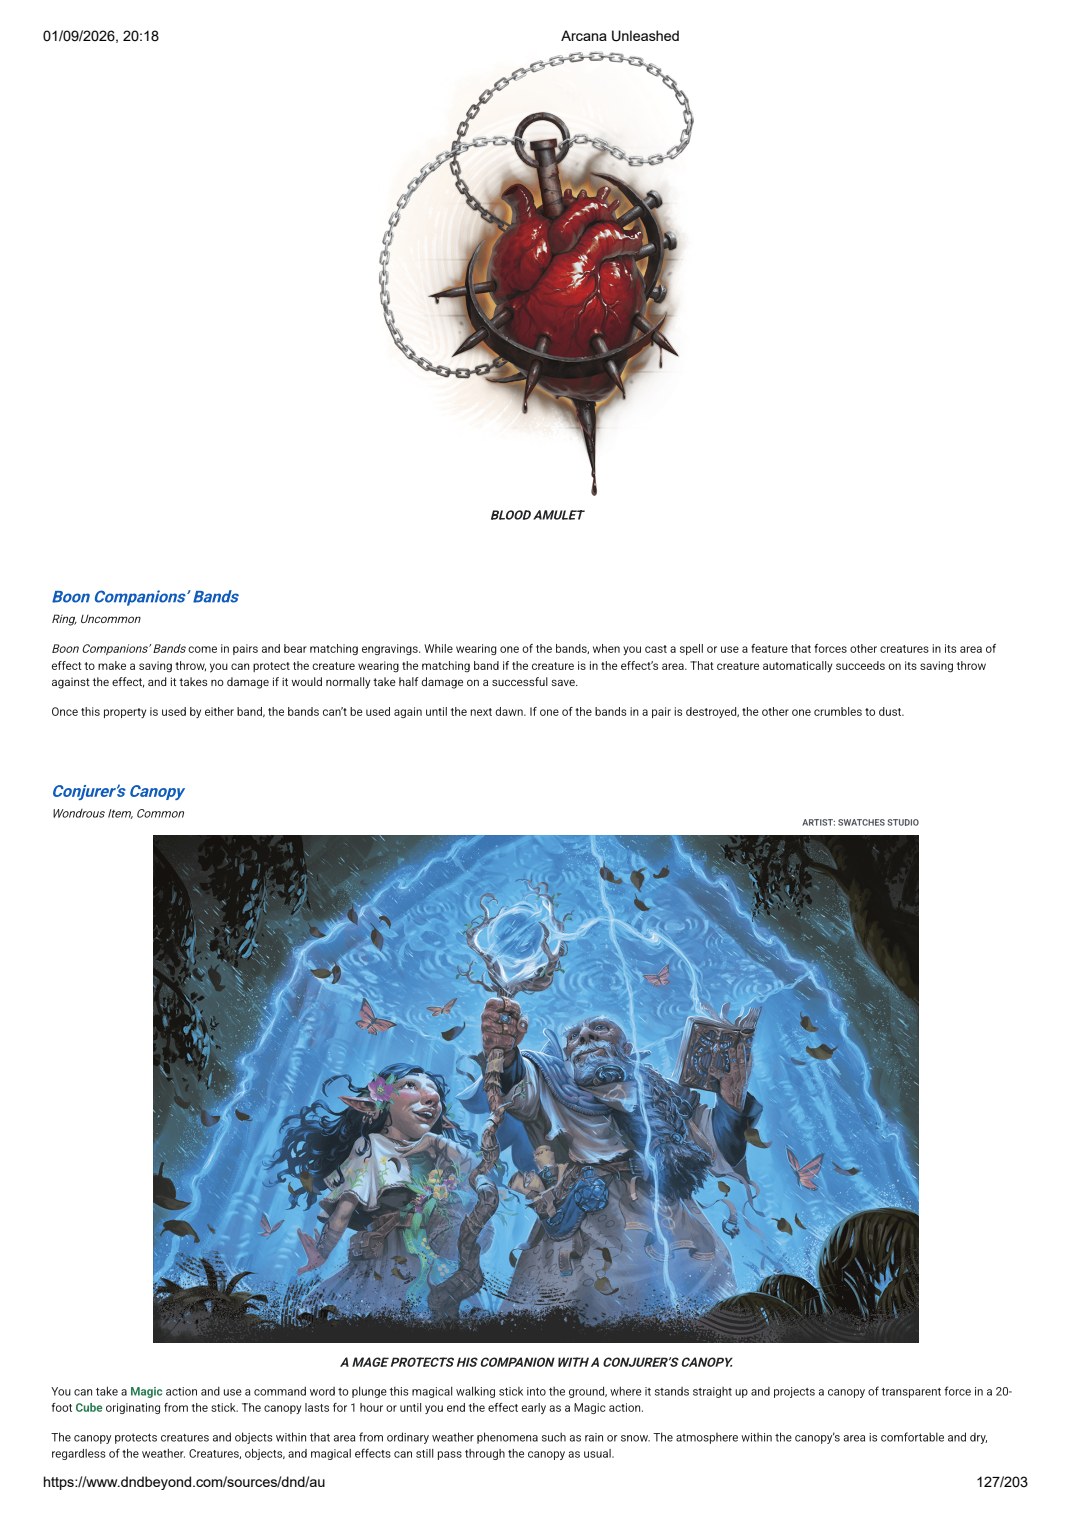 01/09/2026, 20:18
Arcana Unleashed
BLOOD AMULET
Boon Companions’ Bands
Ring, Uncommon
Boon Companions’ Bands come in pairs and bear matching engravings. While wearing one of the bands, when you cast a spell or use a feature that forces other creatures in its area of
effect to make a saving throw, you can protect the creature wearing the matching band if the creature is in the effect’s area. That creature automatically succeeds on its saving throw
against the effect, and it takes no damage if it would normally take half damage on a successful save.
Once this property is used by either band, the bands can’t be used again until the next dawn. If one of the bands in a pair is destroyed, the other one crumbles to dust.
Conjurer’s Canopy
Wondrous Item, Common
ARTIST: SWATCHES STUDIO
A MAGE PROTECTS HIS COMPANION WITH A CONJURER’S CANOPY.
You can take a Magic action and use a command word to plunge this magical walking stick into the ground, where it stands straight up and projects a canopy of transparent force in a 20-
foot Cube originating from the stick. The canopy lasts for 1 hour or until you end the effect early as a Magic action.
The canopy protects creatures and objects within that area from ordinary weather phenomena such as rain or snow. The atmosphere within the canopy’s area is comfortable and dry,
regardless of the weather. Creatures, objects, and magical effects can still pass through the canopy as usual.
https://www.dndbeyond.com/sources/dnd/au
127/203